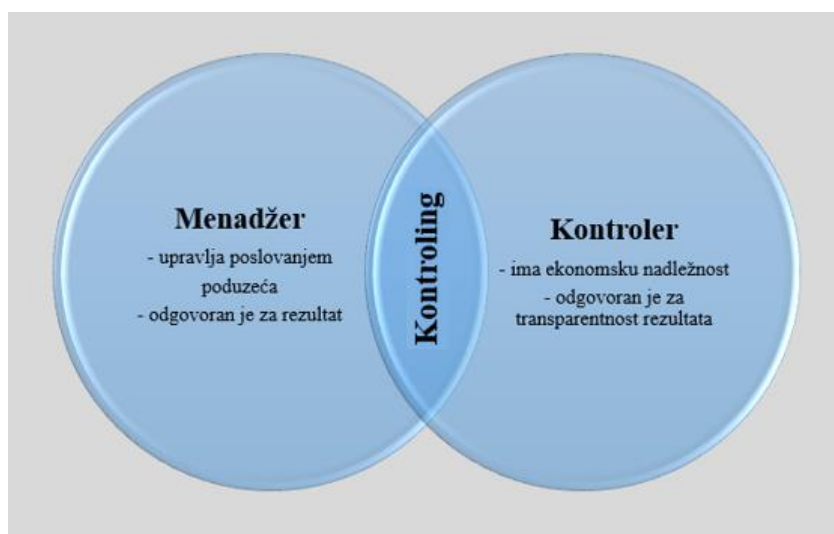 Menadžer
- upravlja poslovanjem
poduzeća
- odgovoran je za rezultat
Kontroling
Kontroler
- ima ekonomsku nadležnost
- odgovoran je za
transparentnost rezultata